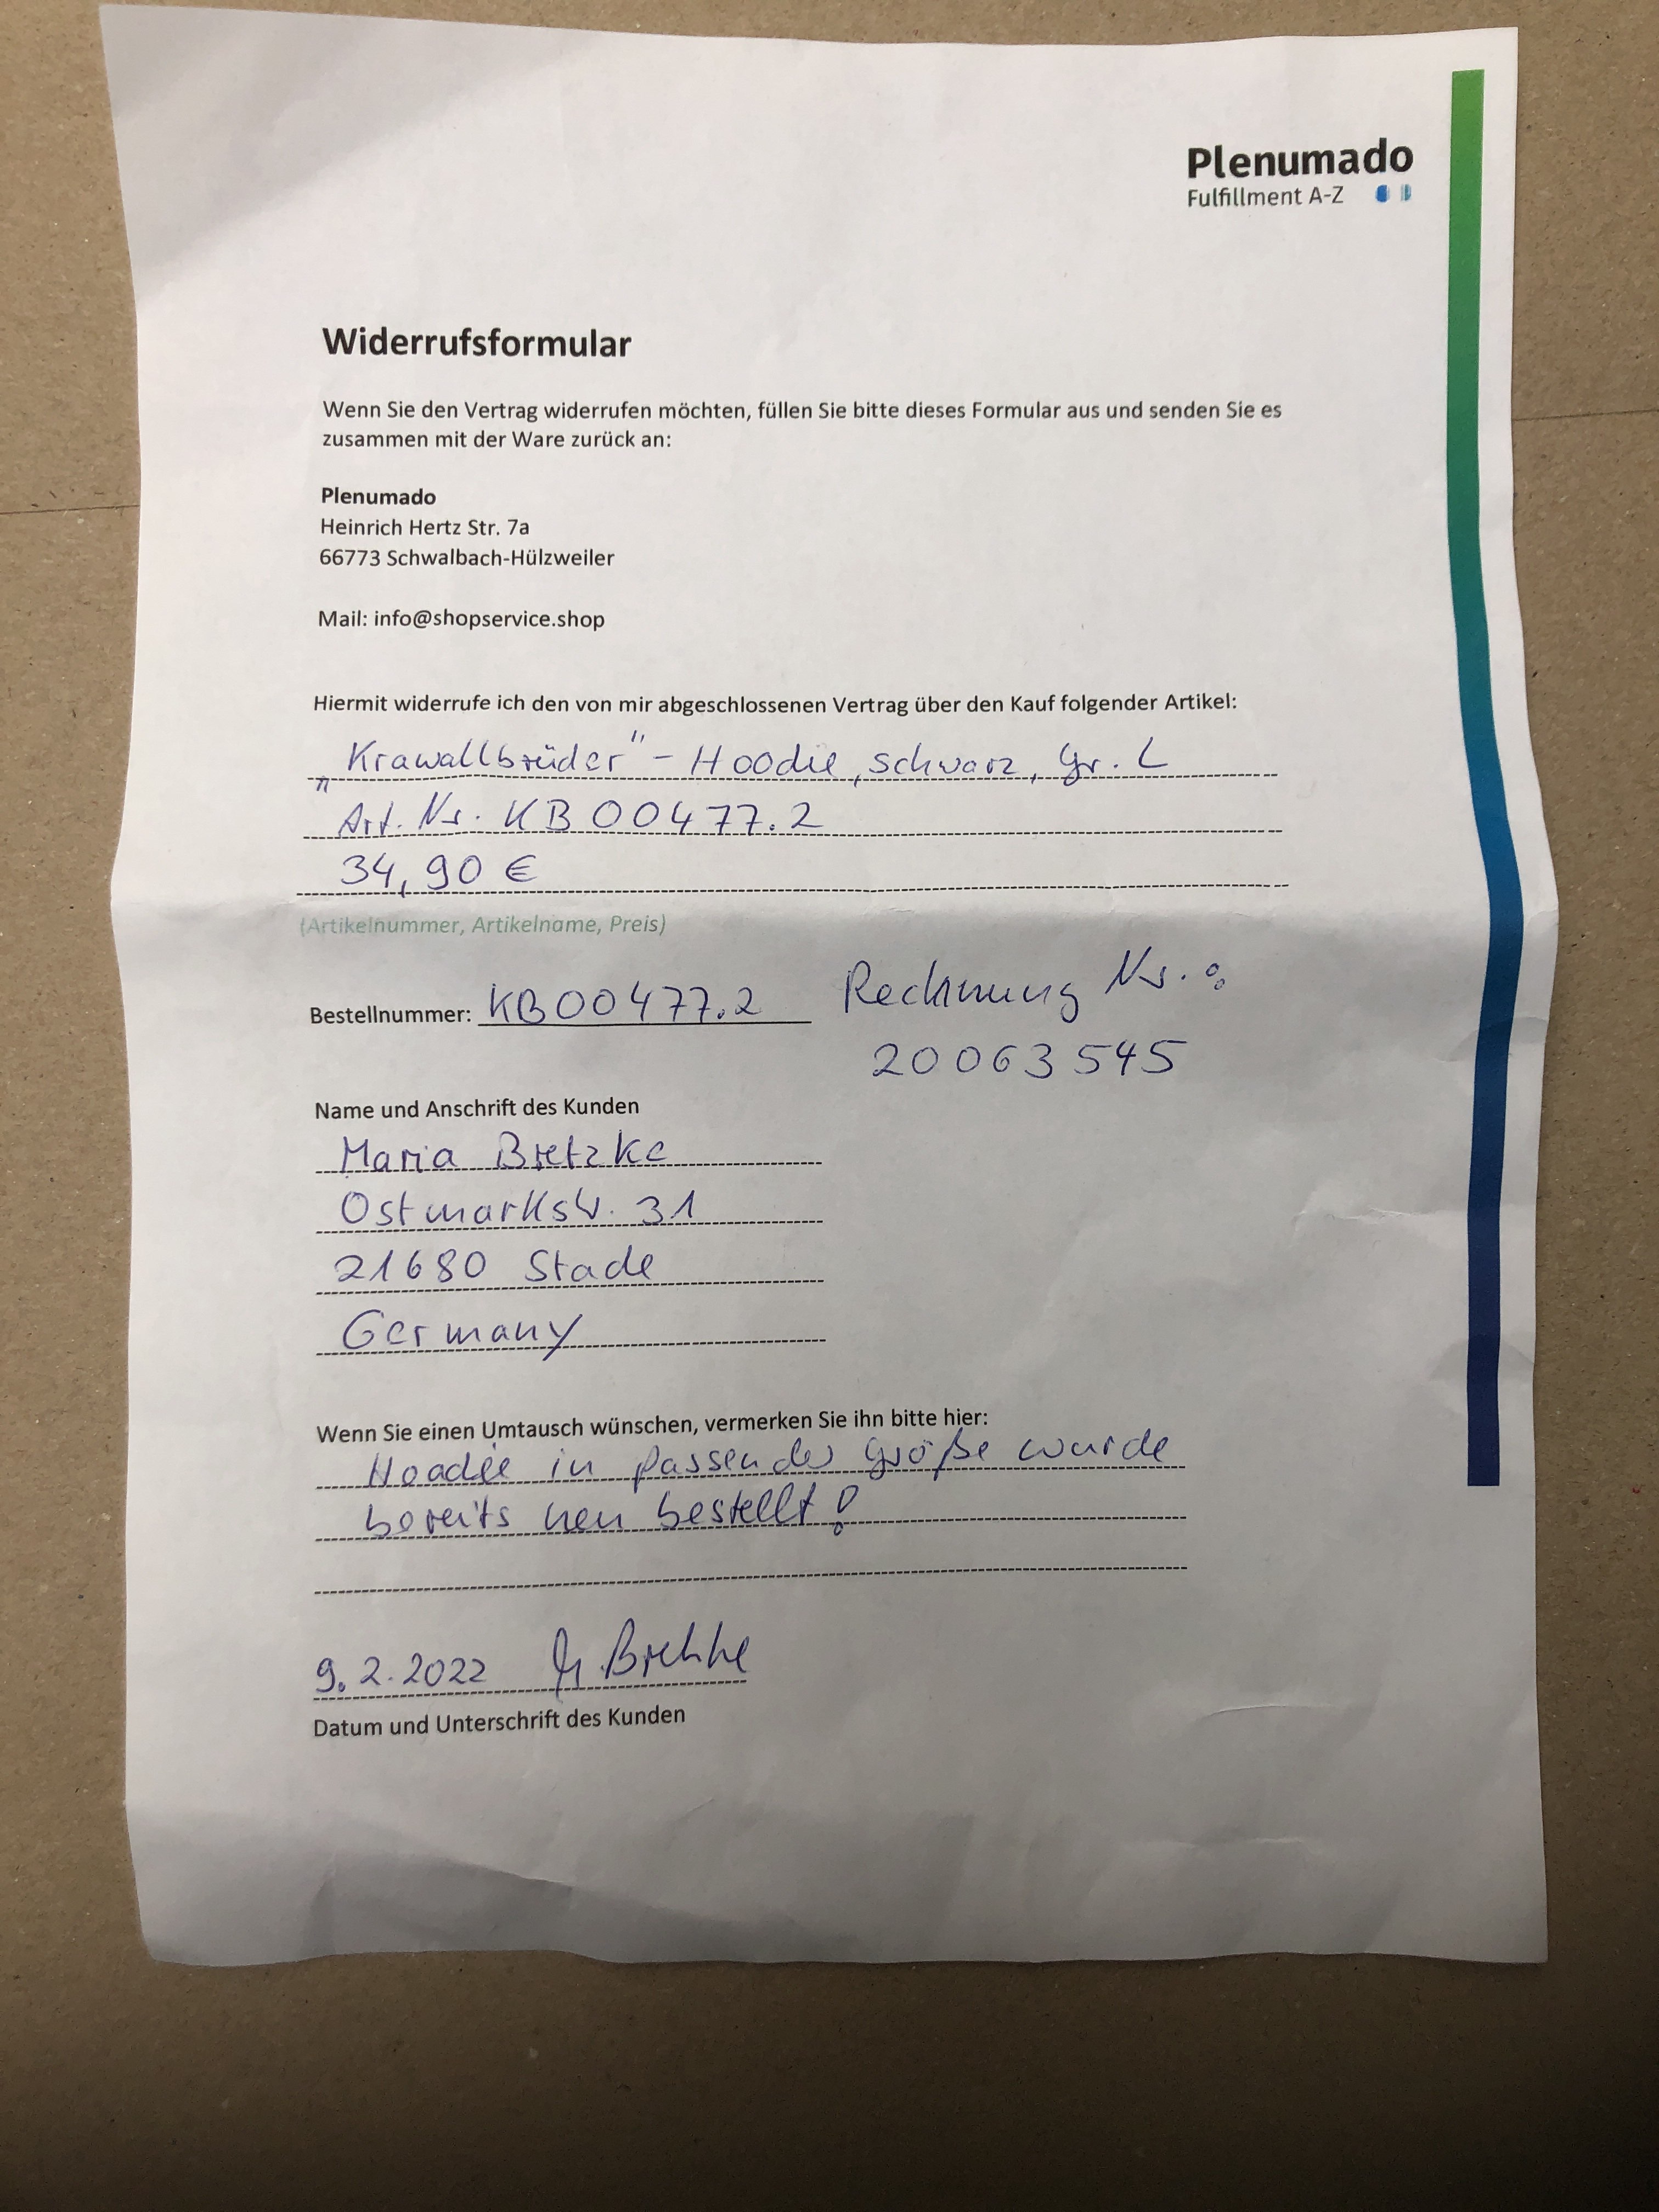 Plenumado
Fulfillment A-Z
Widerrufsformular
Wenn Sie den Vertrag widerrufen möchten, füllen Sie bitte dieses Formular aus und senden Sie es
zusammen mit der Ware zurück an:
Plenumado
Heinrich Hertz Str. 7a
66773 Schwalbach-Hülzweiler
Mail: info@shopservice.shop
Hiermit widerrufe ich den von mir abgeschlossenen Vertrag über den Kauf folgender Artikel:
„Krawallbrüder“ - Hoodie, schwarz, Gr. L
Art. Nr. KB00477.2
34,90 €
(Artikelnummer, Artikelname, Preis)
Bestellnummer: KB00477.2 Rechnung Nr.:
20063545
Name und Anschrift des Kunden
Maria Bretzke
Ostmarkstr. 31
21680 Stade
Germany
Wenn Sie einen Umtausch wünschen, vermerken Sie ihn bitte hier:
Hoodie in passender Größe wurde
bereits neu bestellt!
9.2.2022 M. Bretzke
Datum und Unterschrift des Kunden